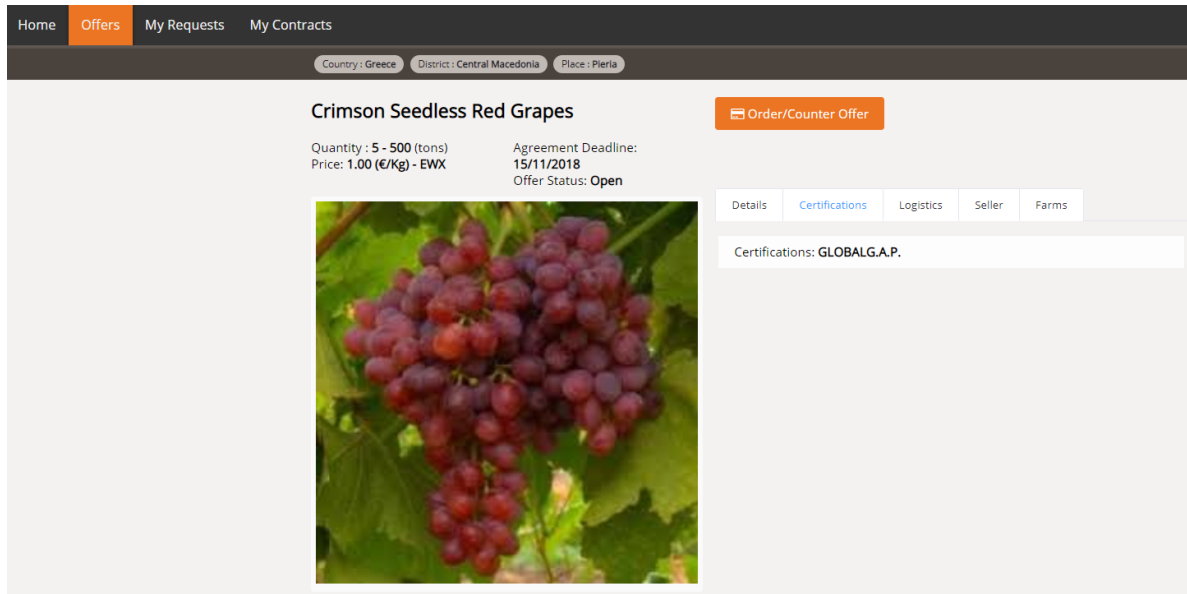 Home Offers My Requests My Contracts
Country : Greece District : Central Macedonia Place : Pieria
Crimson Seedless Red Grapes
Order/Counter Offer
Quantity : 5 - 500 (tons)
Price: 1.00 (€/Kg) - EWX
Agreement Deadline:
15/11/2018
Offer Status: Open
Details Certifications Logistics Seller Farms
Certifications: GLOBALG.A.P.